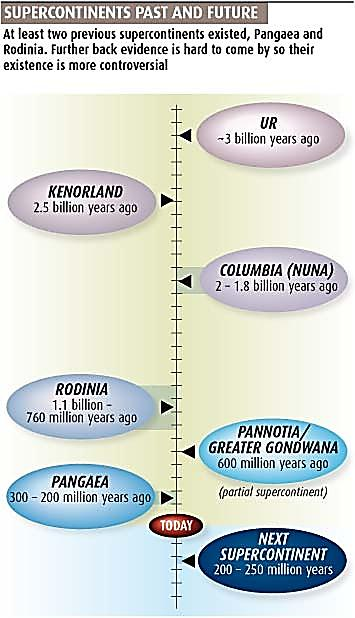 SUPERCONTINENTS PAST AND FUTURE
At least two previous supercontinents existed, Pangaea and
Rodinia. Further back evidence is hard to come by so their
existence is more controversial
UR
~3 billion years ago
KENORLAND
2.5 billion years ago
COLUMBIA (NUNA)
2 – 1.8 billion years ago
RODINIA
1.1 billion –
760 million years ago
PANNOTIA/
GREATER GONDWANA
600 million years ago
(partial supercontinent)
PANGAEA
300 – 200 million years ago
TODAY
NEXT
SUPERCONTINENT
200 – 250 million years